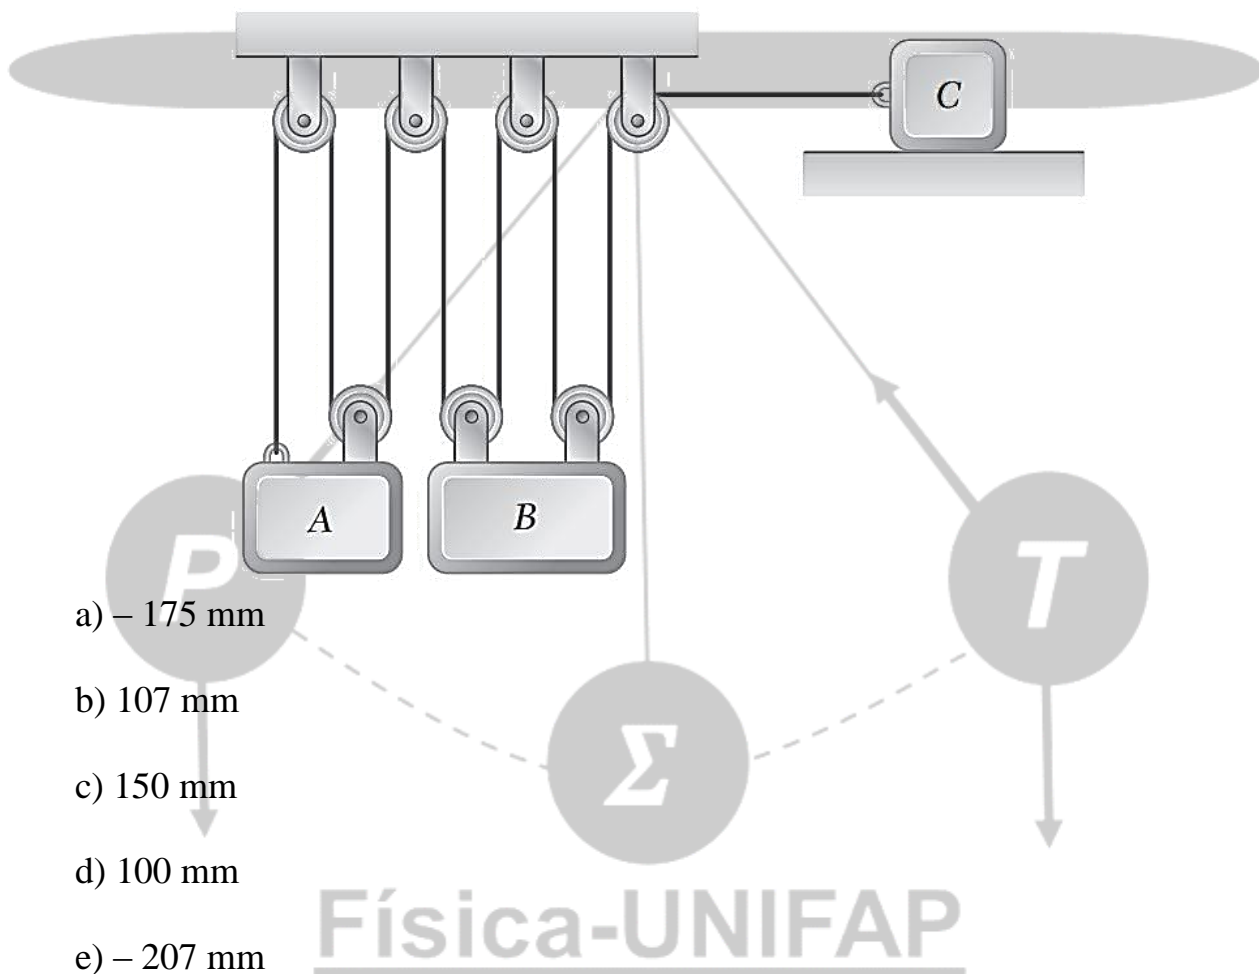 C
A
B
P
T
a) – 175 mm
b) 107 mm
Σ
c) 150 mm
d) 100 mm
Física-UNIFAP
e) – 207 mm